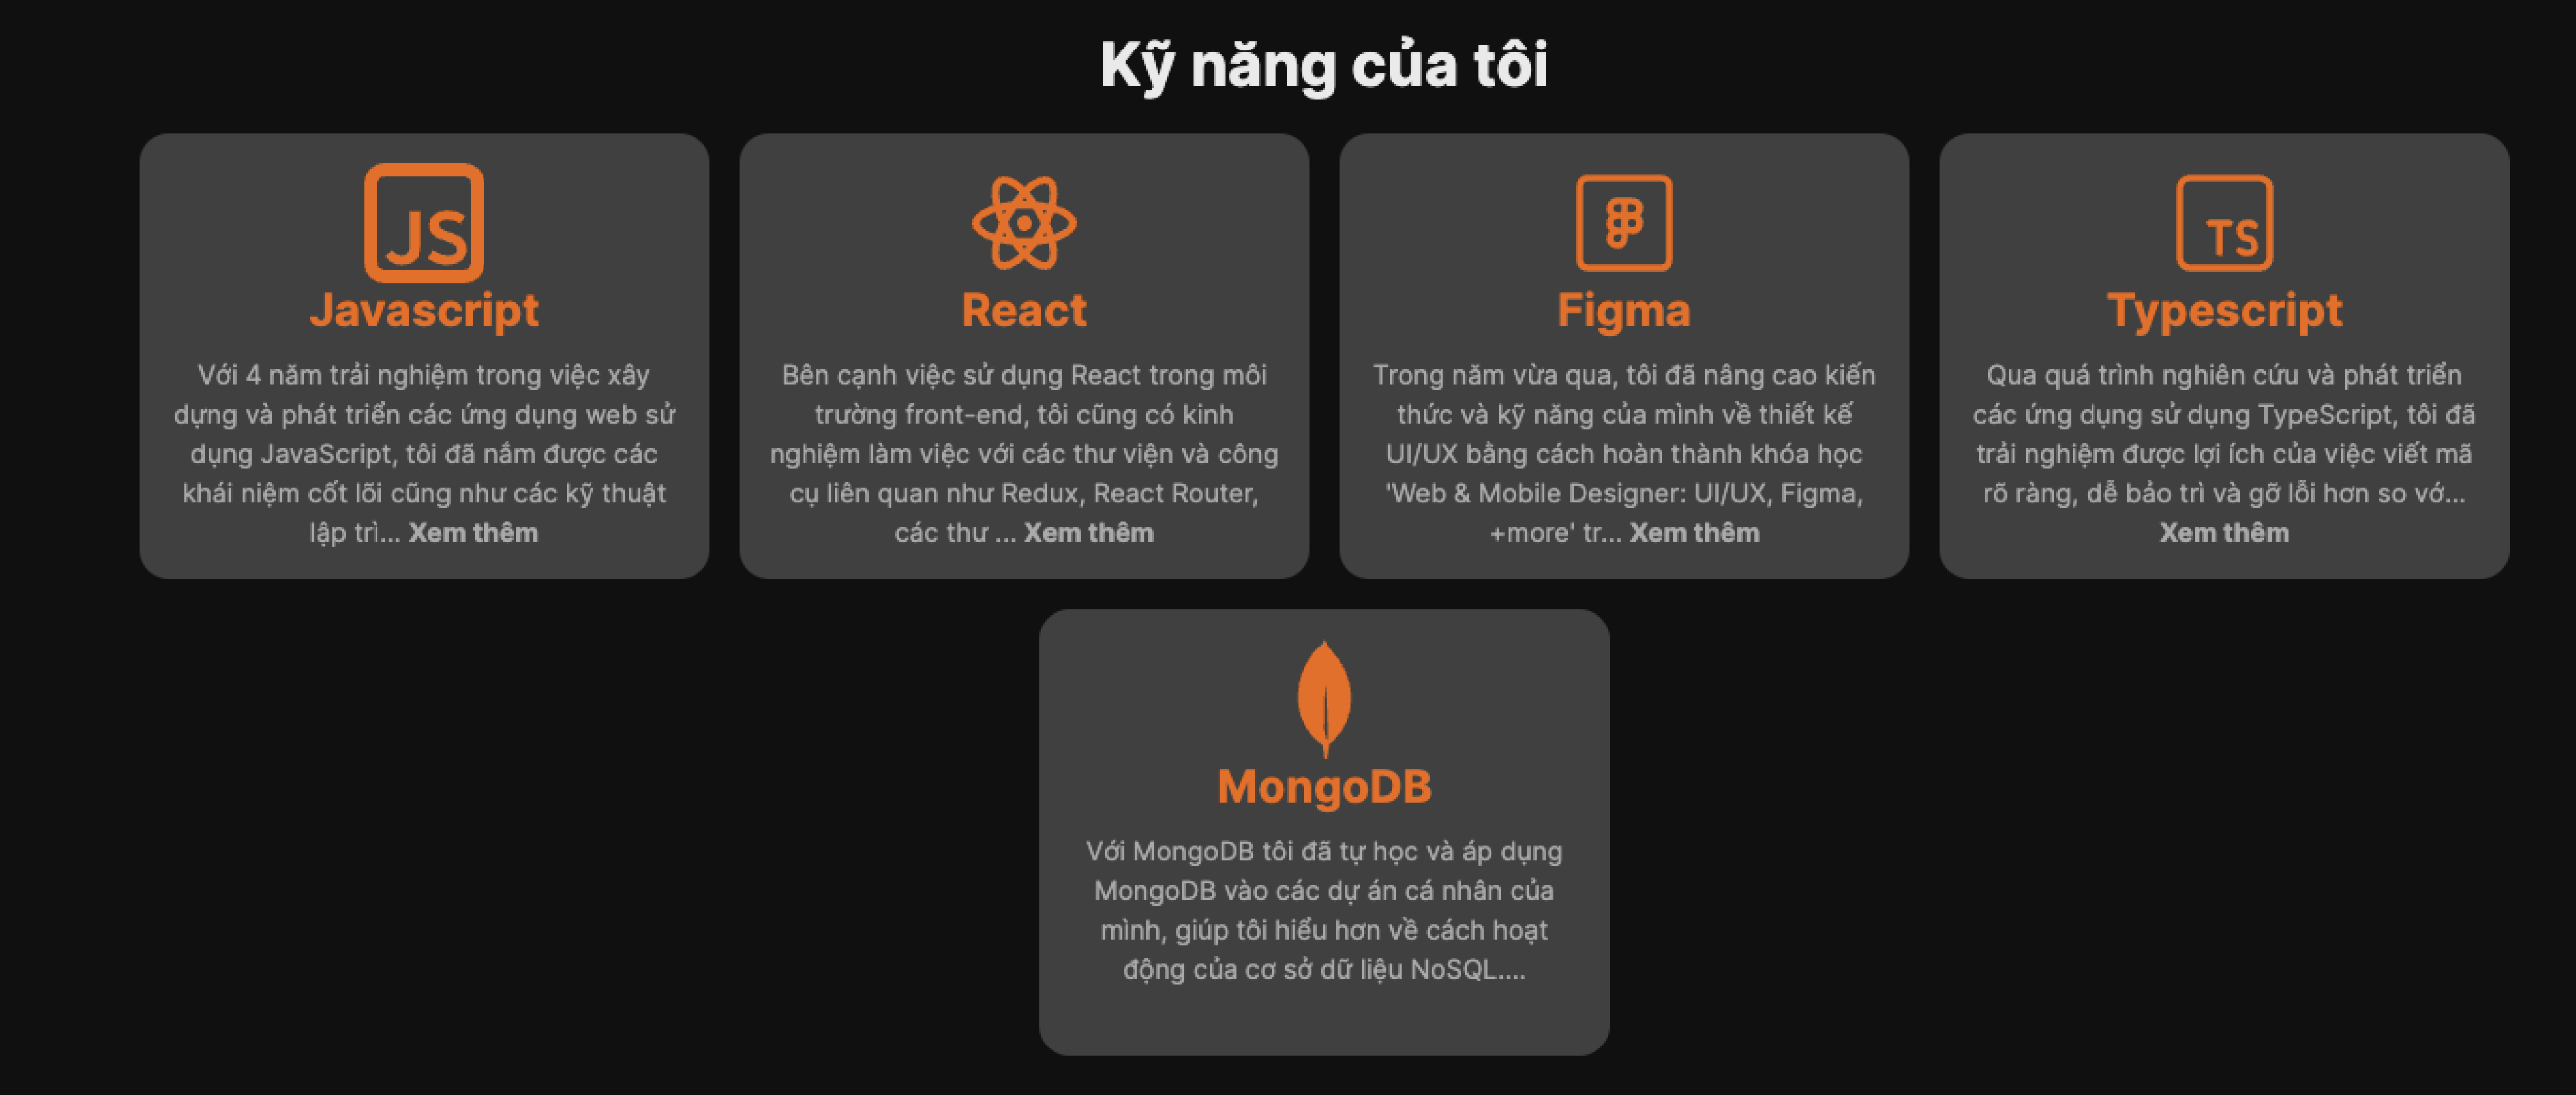 Kỹ năng của tôi
JS
Javascript
Với 4 năm trải nghiệm trong việc xây
dựng và phát triển các ứng dụng web sử
dụng JavaScript, tôi đã nắm được các
khái niệm cốt lõi cũng như các kỹ thuật
lập trì... Xem thêm
React
Bên cạnh việc sử dụng React trong môi
trường front-end, tôi cũng có kinh
nghiệm làm việc với các thư viện và công
cụ liên quan như Redux, React Router,
các thư ... Xem thêm
Figma
Trong năm vừa qua, tôi đã nâng cao kiến
thức và kỹ năng của mình về thiết kế
UI/UX bằng cách hoàn thành khóa học
'Web & Mobile Designer: UI/UX, Figma,
+more' tr... Xem thêm
TS
Typescript
Qua quá trình nghiên cứu và phát triển
các ứng dụng sử dụng TypeScript, tôi đã
trải nghiệm được lợi ích của việc viết mã
rõ ràng, dễ bảo trì và gỡ lỗi hơn so vớ...
Xem thêm
MongoDB
Với MongoDB tôi đã tự học và áp dụng
MongoDB vào các dự án cá nhân của
mình, giúp tôi hiểu hơn về cách hoạt
động của cơ sở dữ liệu NoSQL....